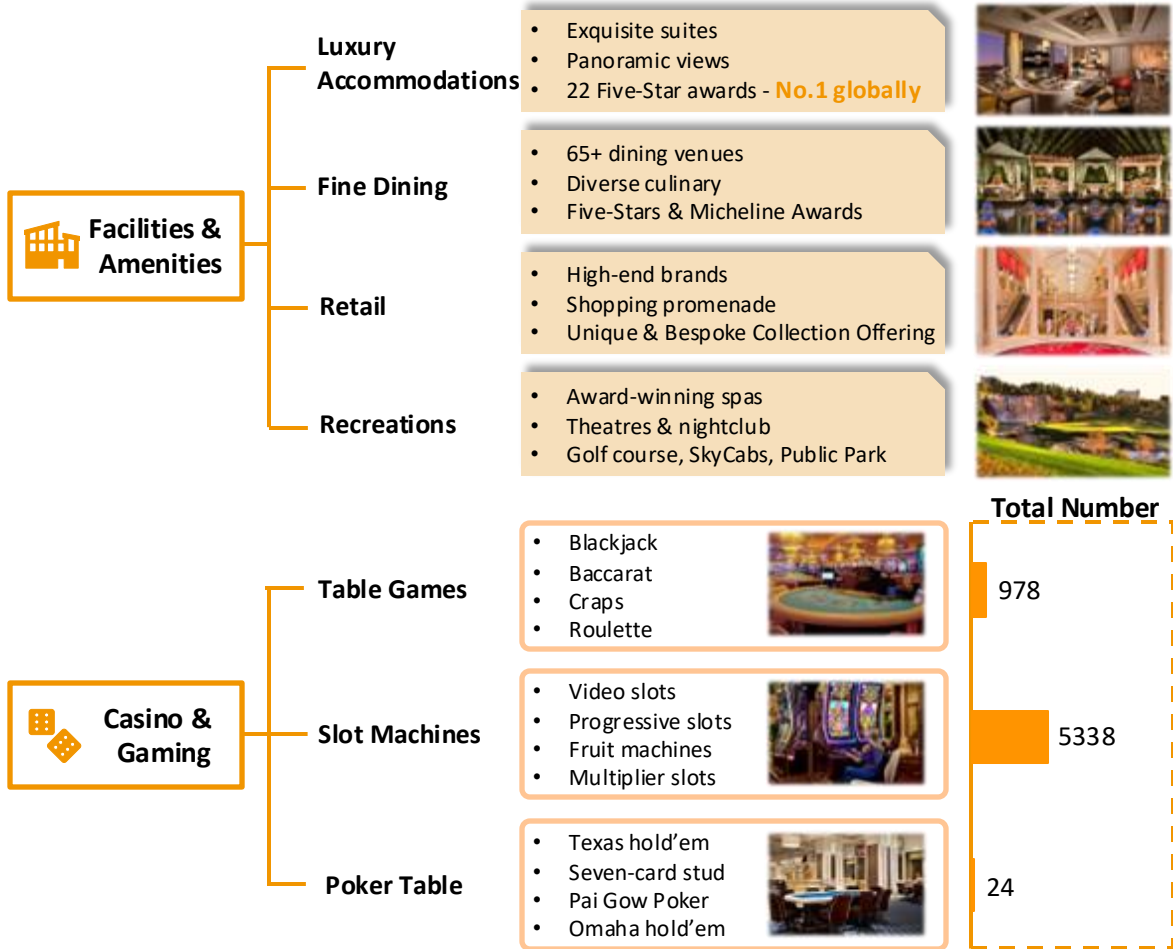 Facilities &
Amenities
Luxury
Accommodations
• Exquisite suites
• Panoramic views
• 22 Five-Star awards - No.1 globally
Fine Dining
• 65+ dining venues
• Diverse culinary
• Five-Stars & Micheline Awards
Retail
• High-end brands
• Shopping promenade
• Unique & Bespoke Collection Offering
Recreations
• Award-winning spas
• Theatres & nightclub
• Golf course, SkyCabs, Public Park
Total Number
Casino &
Gaming
Table Games
• Blackjack
• Baccarat
• Craps
• Roulette
978
Slot Machines
• Video slots
• Progressive slots
• Fruit machines
• Multiplier slots
5338
Poker Table
• Texas hold’em
• Seven-card stud
• Pai Gow Poker
• Omaha hold’em
24